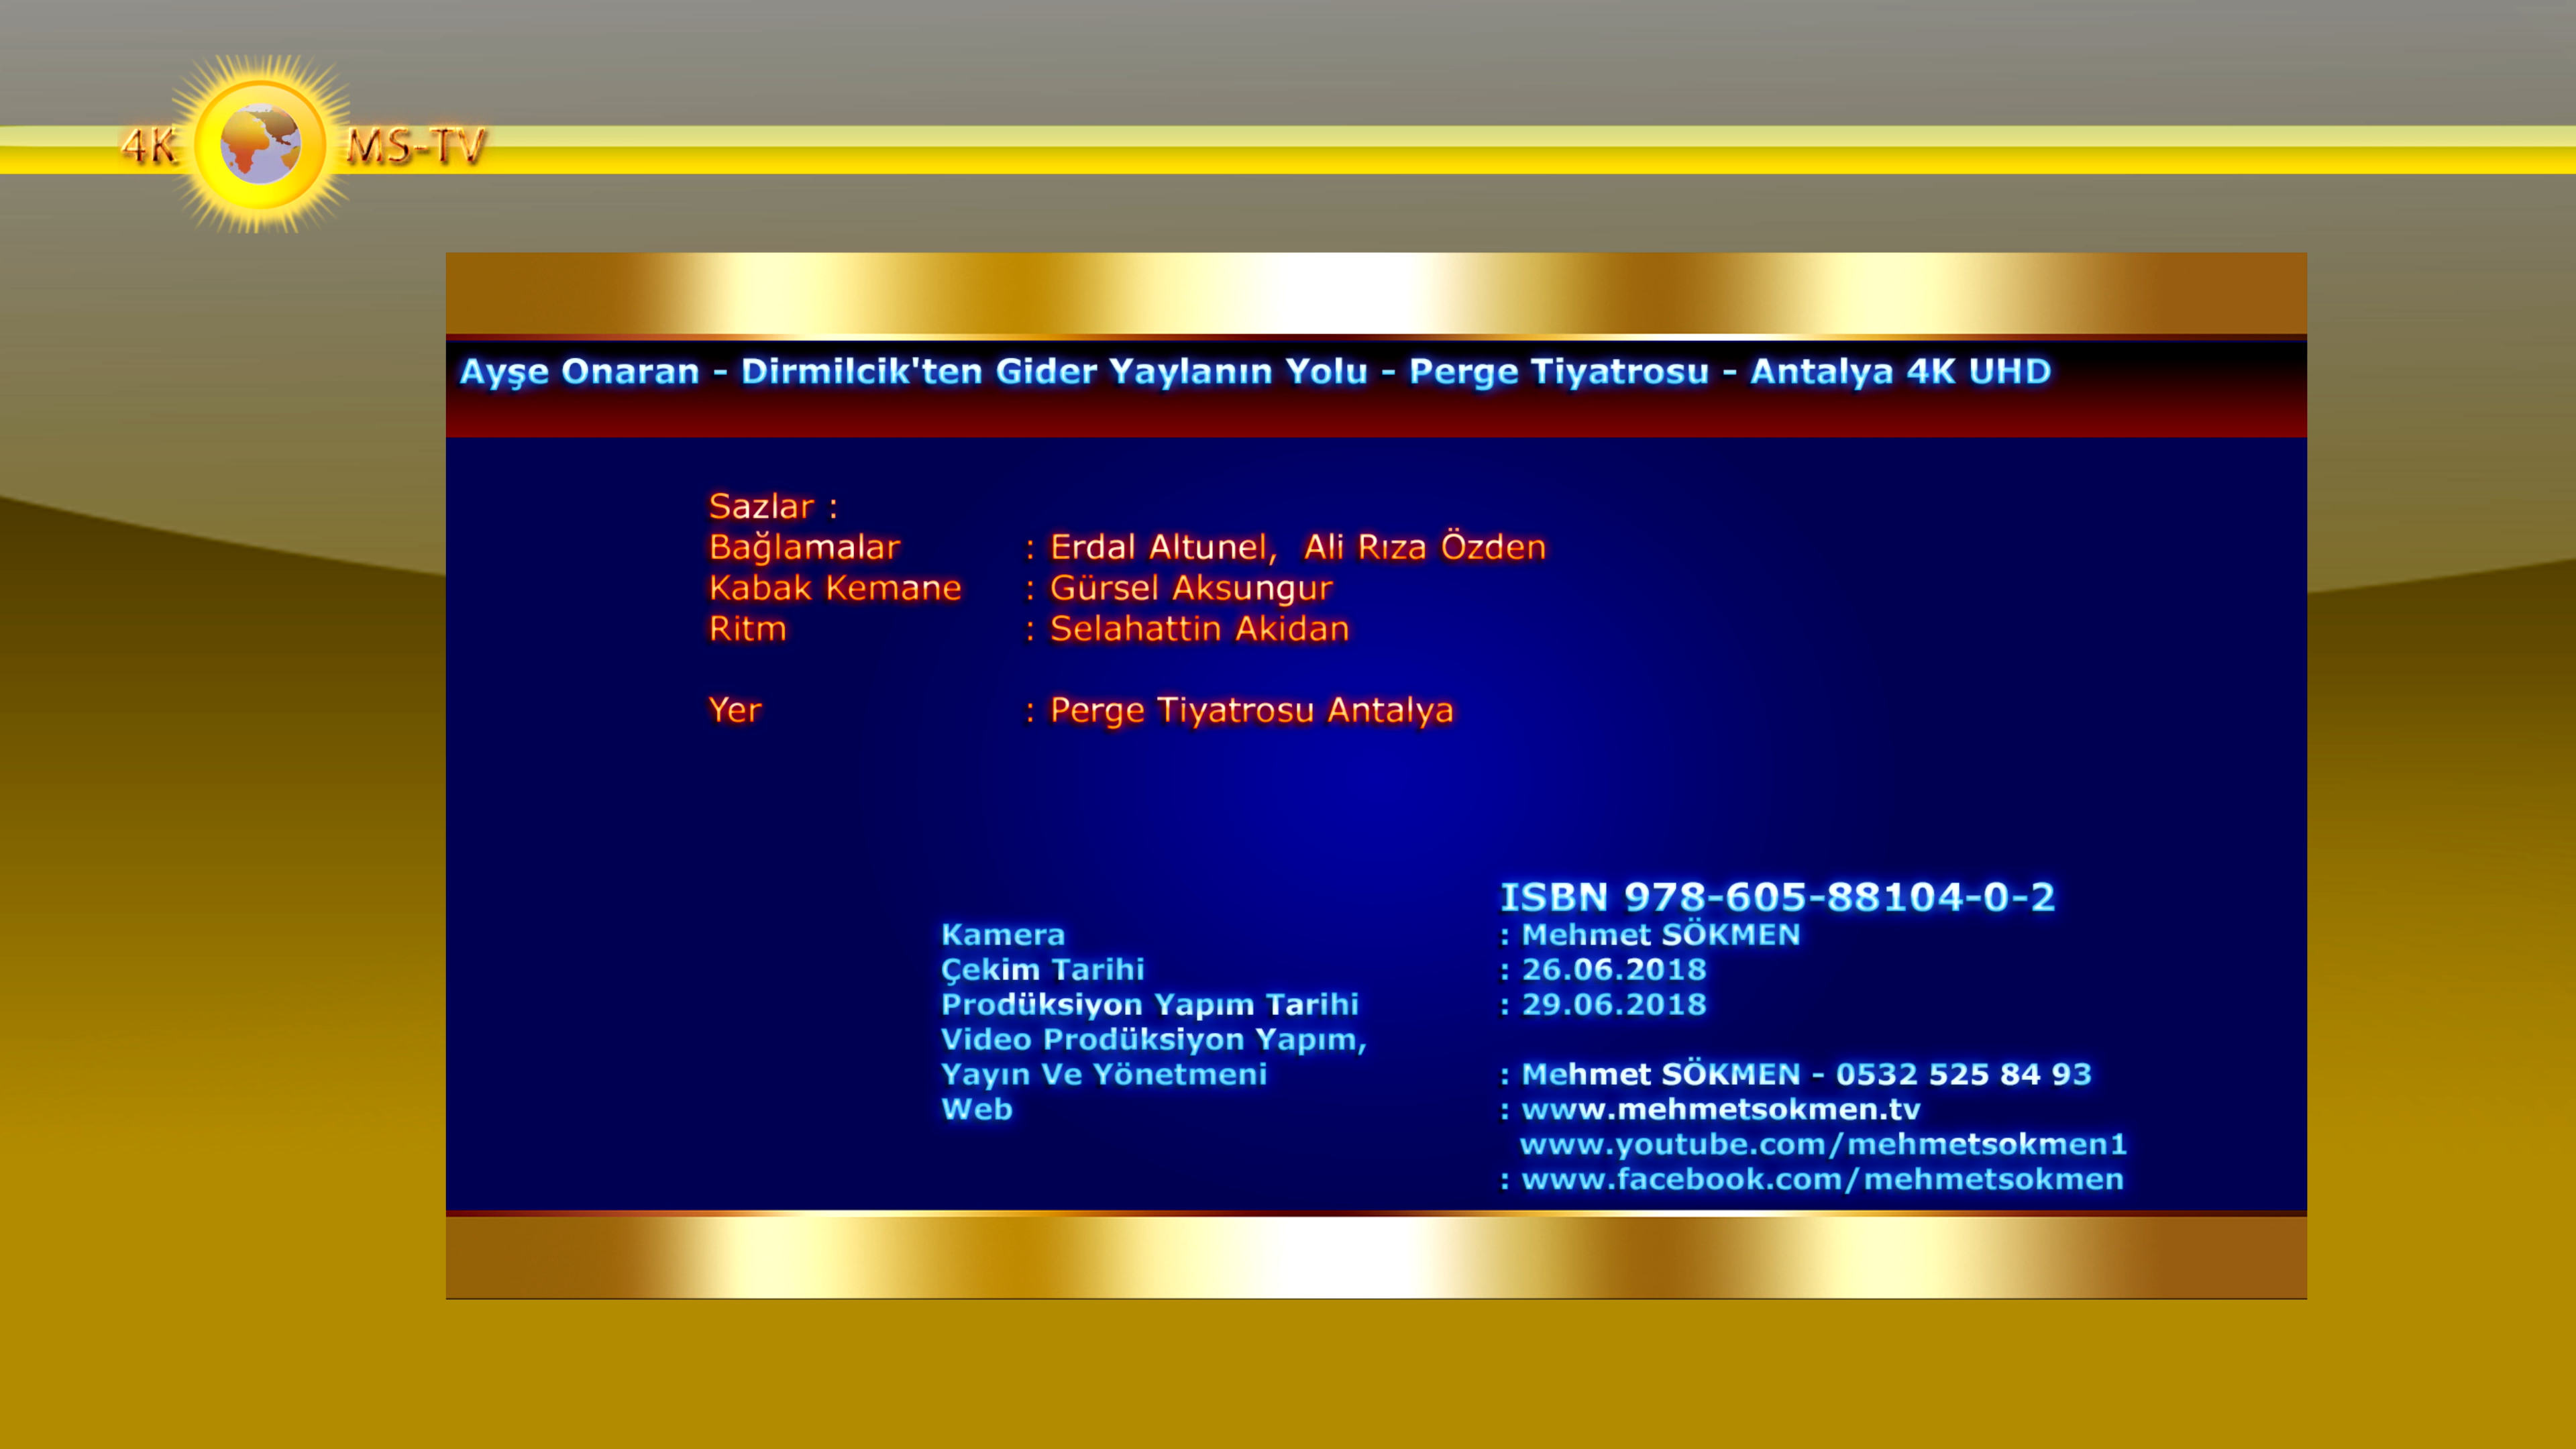 4K MS-TV
Ayşe Onaran - Dirmilcik'ten Gider Yaylanın Yolu - Perge Tiyatrosu - Antalya 4K UHD
Sazlar :
Bağlamalar : Erdal Altunel, Ali Rıza Özden
Kabak Kemane : Gürsel Aksungur
Ritm : Selahattin Akidan
Yer : Perge Tiyatrosu Antalya
ISBN 978-605-88104-0-2
Kamera : Mehmet SÖKMEN
Çekim Tarihi : 26.06.2018
Prodüksiyon Yapım Tarihi : 29.06.2018
Video Prodüksiyon Yapım,
Yayın Ve Yönetmeni : Mehmet SÖKMEN - 0532 525 84 93
Web : www.mehmetsokmen.tv
www.youtube.com/mehmetsokmen1
: www.facebook.com/mehmetsokmen